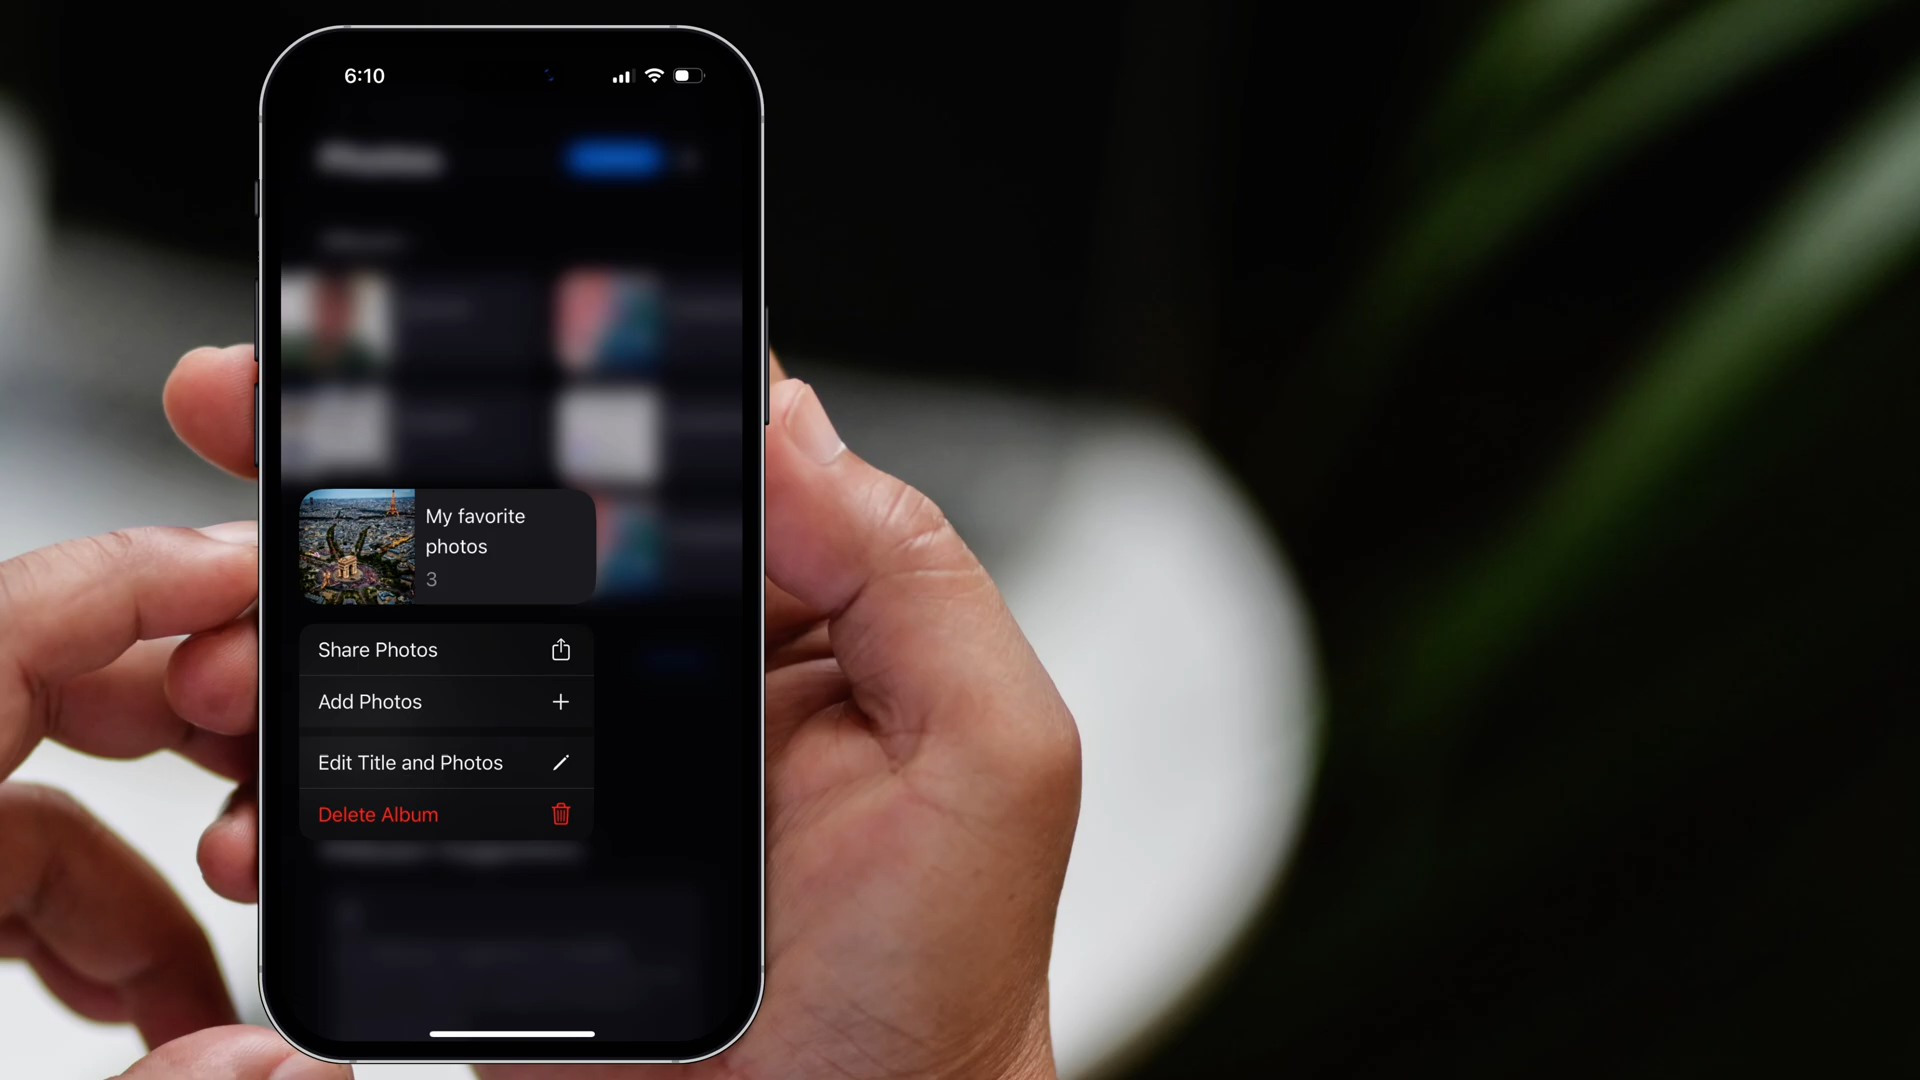 6:10
My favorite
photos
3
Share Photos
Add Photos
Edit Title and Photos
Delete Album